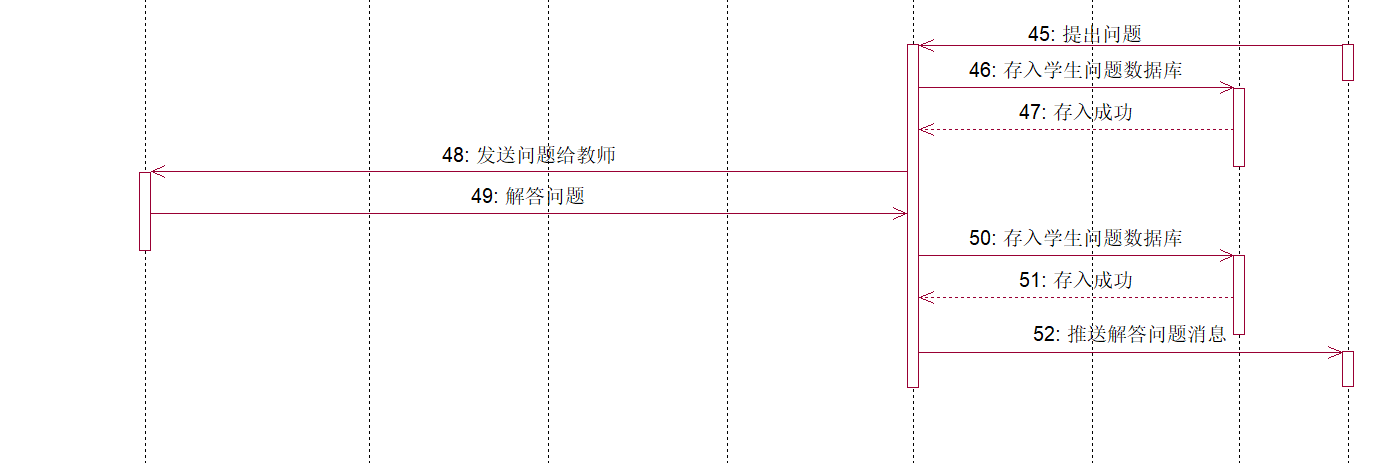 45: 提出问题
46: 存入学生问题数据库
47: 存入成功
48: 发送问题给教师
49: 解答问题
50: 存入学生问题数据库
51: 存入成功
52: 推送解答问题消息